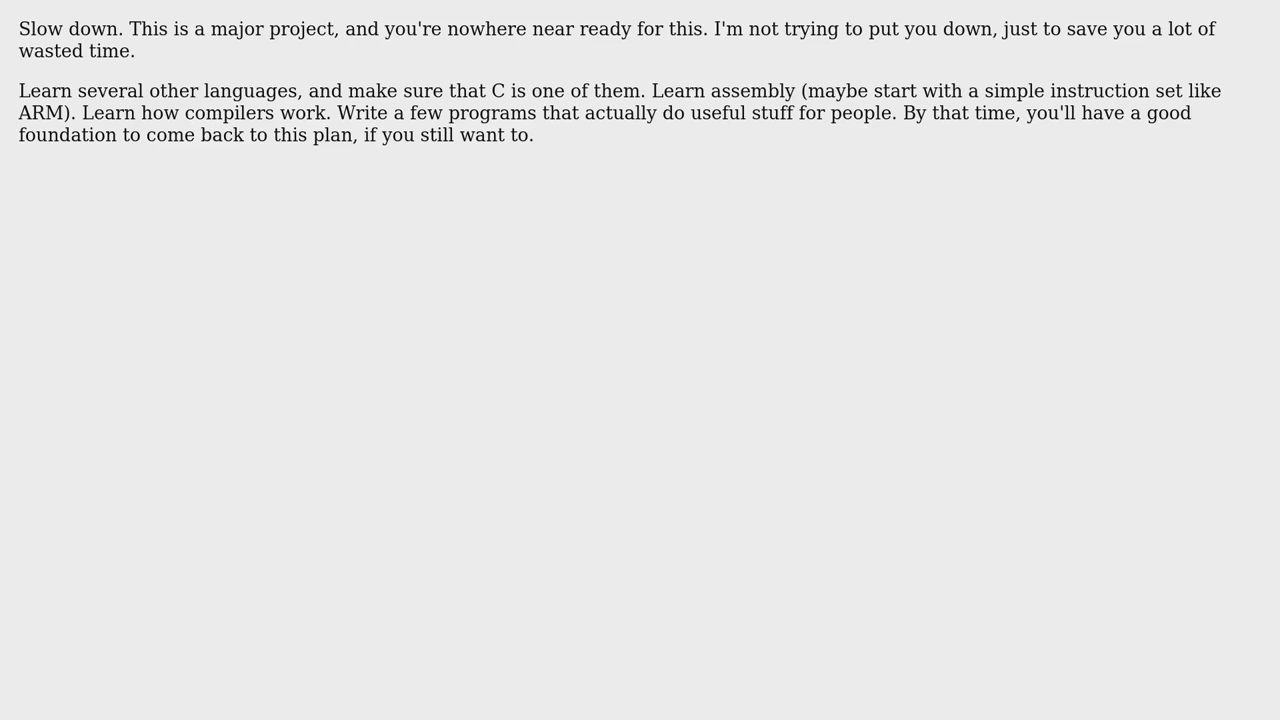 Slow down. This is a major project, and you're nowhere near ready for this. I'm not trying to put you down, just to save you a lot of
wasted time.
Learn several other languages, and make sure that C is one of them. Learn assembly (maybe start with a simple instruction set like
ARM). Learn how compilers work. Write a few programs that actually do useful stuff for people. By that time, you'll have a good
foundation to come back to this plan, if you still want to.